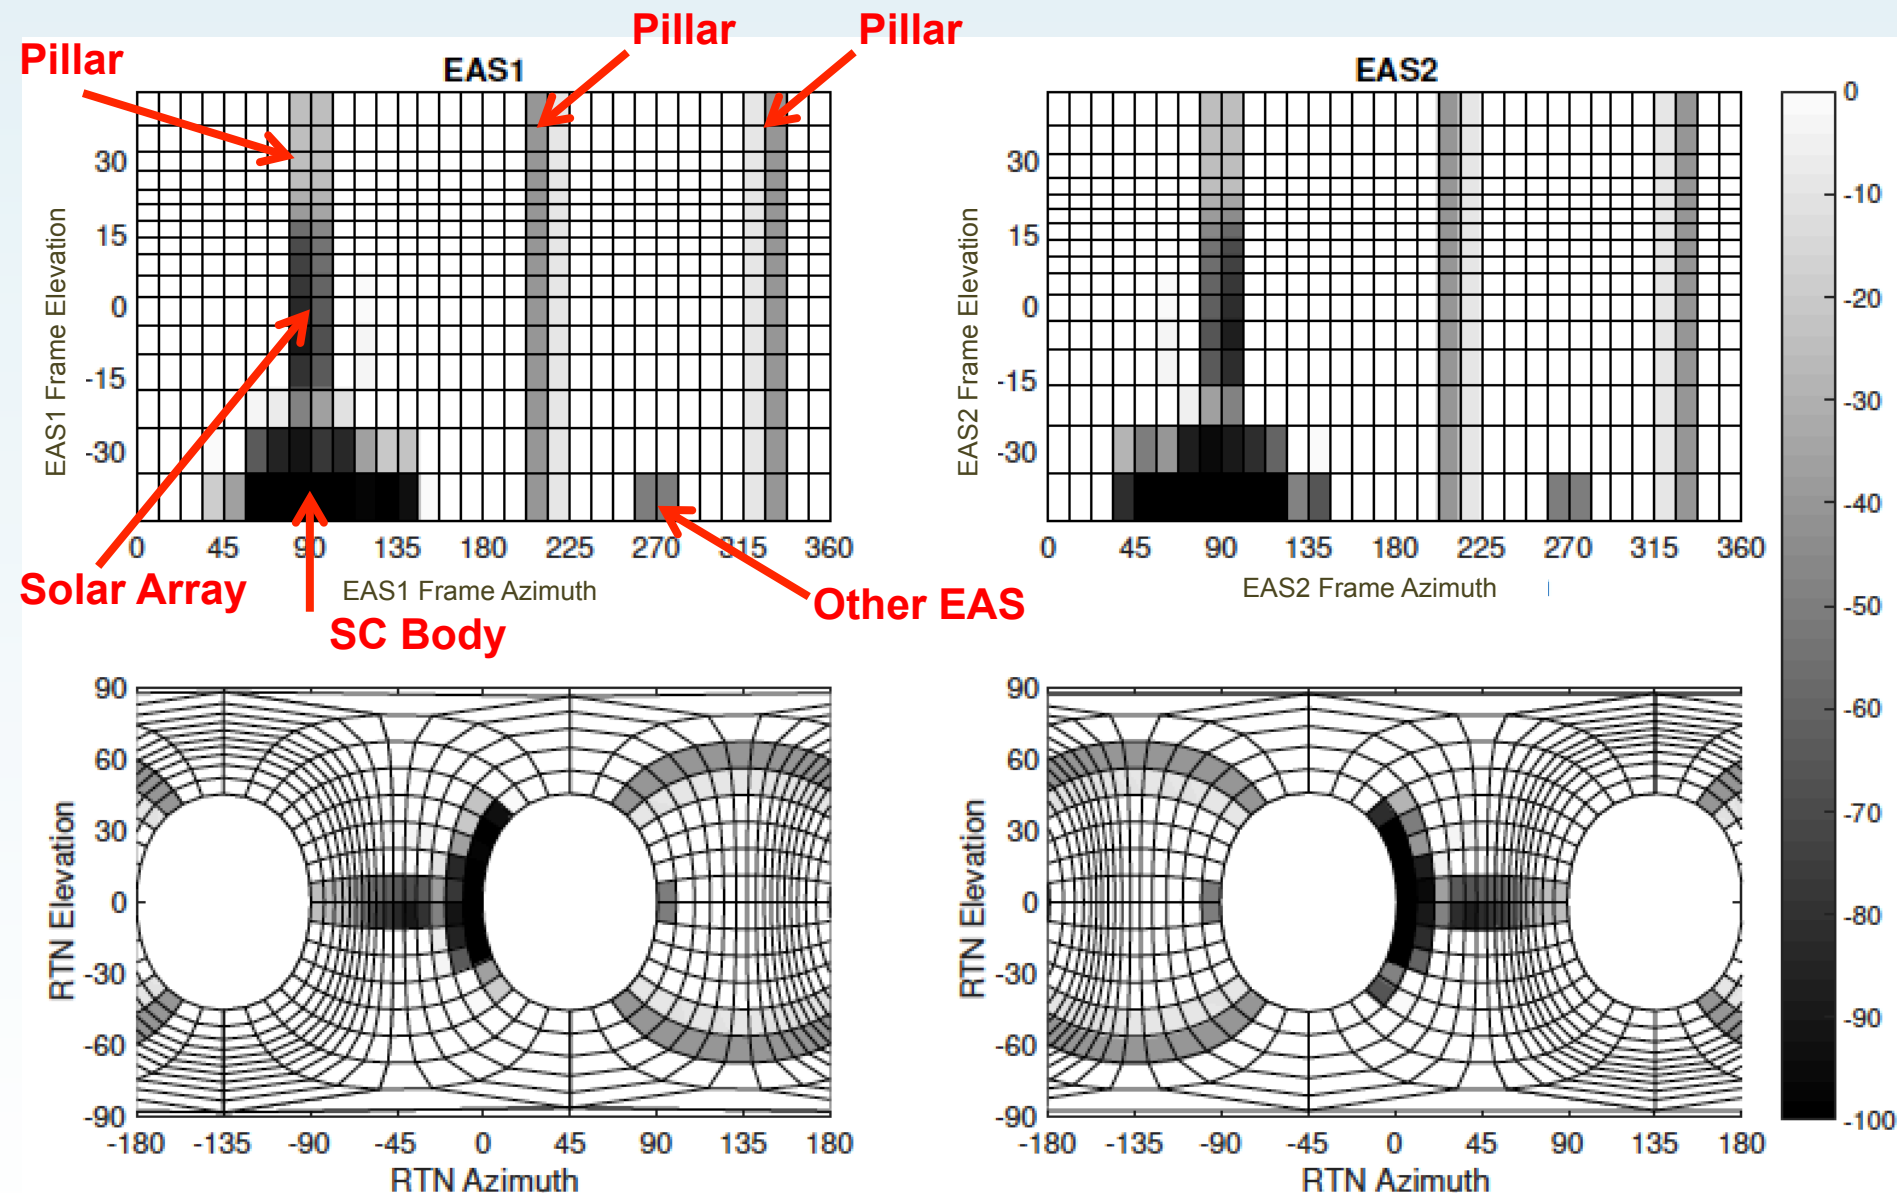 Pillar
Pillar
Pillar
EAS1
EAS2
30
15
0
-15
-30
EAS1 Frame Elevation
0 45 90 135 180 225 270 315 360
EAS1 Frame Azimuth
30
15
0
-15
-30
EAS2 Frame Elevation
0 45 90 135 180 225 270 315 360
EAS2 Frame Azimuth
Solar Array
SC Body
Other EAS
0
-10
-20
-30
-40
-50
-60
-70
-80
-90
-100
90
60
30
0
-30
-60
-90
RTN Elevation
-180 -135 -90 -45 0 45 90 135 180
RTN Azimuth
90
60
30
0
-30
-60
-90
RTN Elevation
-180 -135 -90 -45 0 45 90 135 180
RTN Azimuth